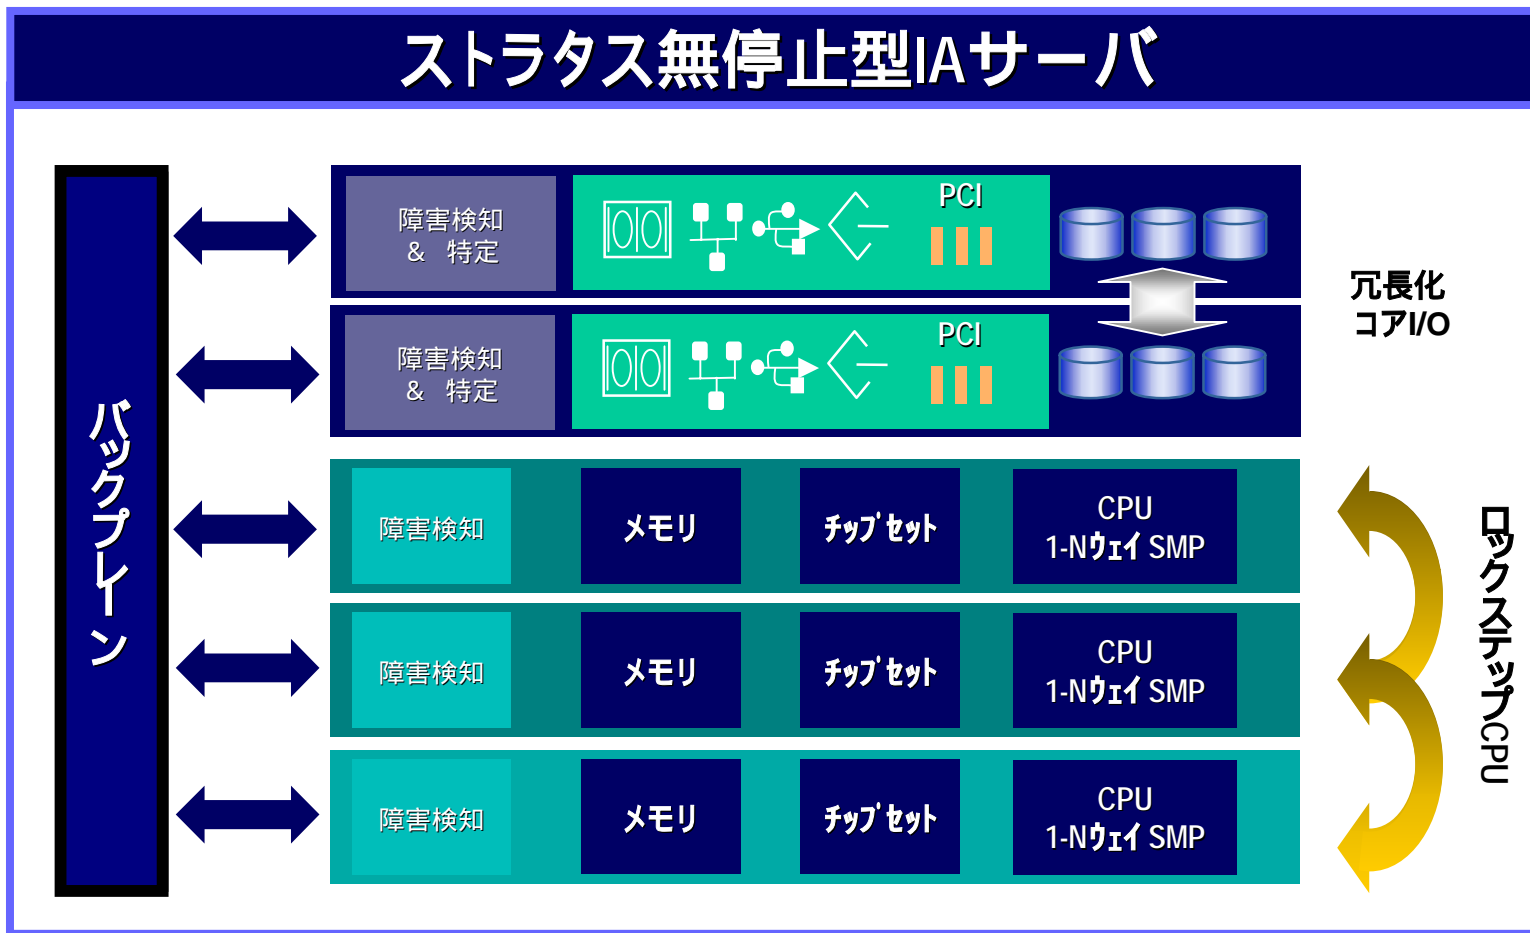 ストラタス無停止型IAサーバ
障害検知
& 特定
PCI
障害検知
& 特定
PCI
冗長化
コアI/O
バックプレーン
障害検知
メモリ
チップセット
CPU
1-Nウェイ SMP
障害検知
メモリ
チップセット
CPU
1-Nウェイ SMP
障害検知
メモリ
チップセット
CPU
1-Nウェイ SMP
ロックステップCPU